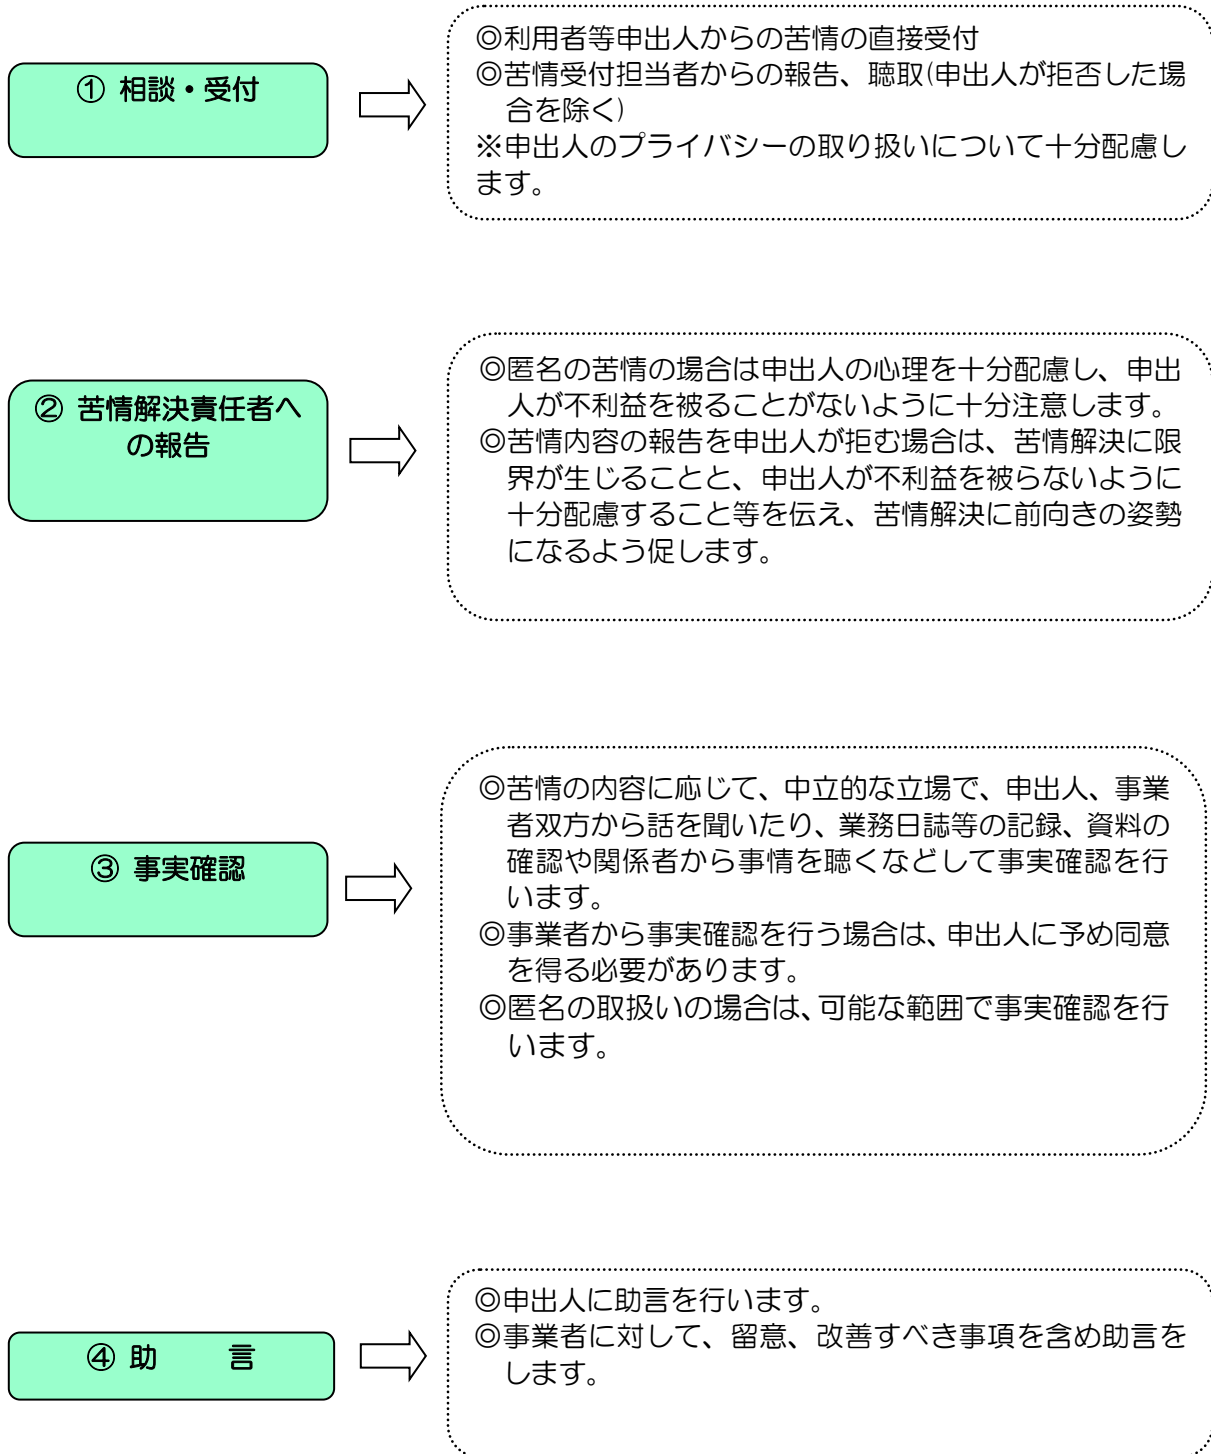 ① 相談・受付
◎利用者等申出人からの苦情の直接受付
◎苦情受付担当者からの報告、聴取(申出人が拒否した場
合を除く)
※申出人のプライバシーの取り扱いについて十分配慮し
ます。
② 苦情解決責任者へ
の報告
◎匿名の苦情の場合は申出人の心理を十分配慮し、申出
人が不利益を被ることがないように十分注意します。
◎苦情内容の報告を申出人が拒む場合は、苦情解決に限
界が生じることと、申出人が不利益を被らないように
十分配慮すること等を伝え、苦情解決に前向きの姿勢
になるよう促します。
③ 事実確認
◎苦情の内容に応じて、中立的な立場で、申出人、事業
者双方から話を聞いたり、業務日誌等の記録、資料の
確認や関係者から事情を聴くなどして事実確認を行
います。
◎事業者から事実確認を行う場合は、申出人に予め同意
を得る必要があります。
◎匿名の取扱いの場合は、可能な範囲で事実確認を行
います。
④ 助　　言
◎申出人に助言を行います。
◎事業者に対して、留意、改善すべき事項を含め助言を
します。